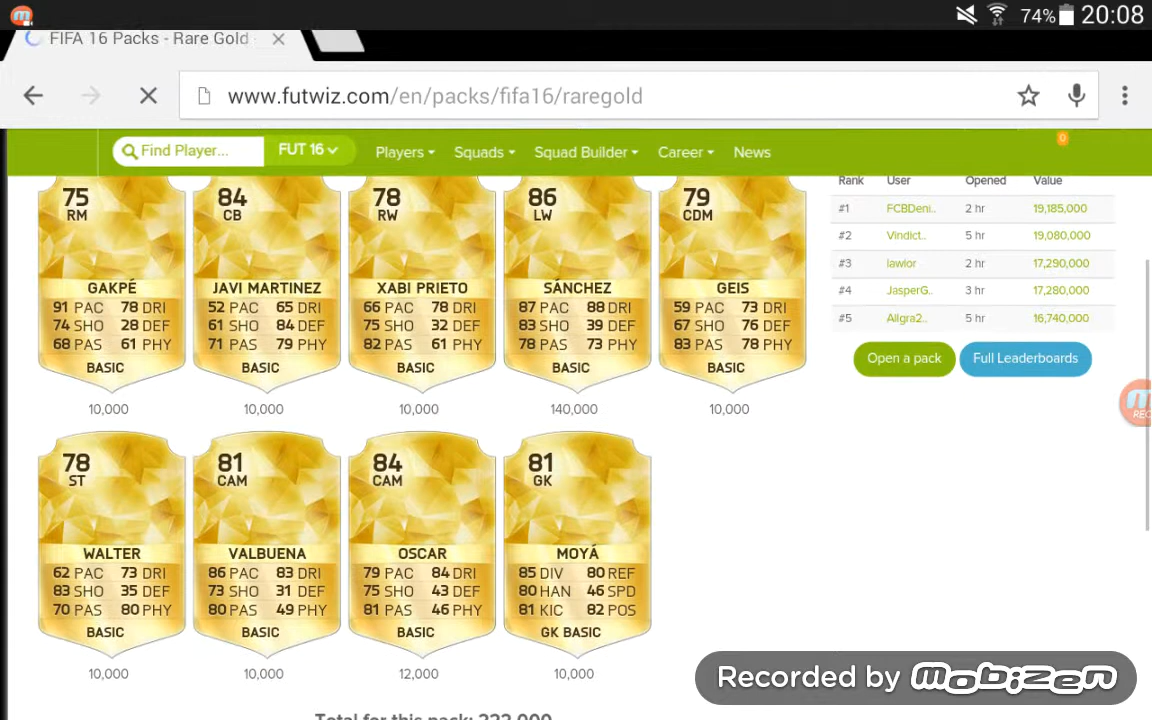 74% 20:08
FIFA 16 Packs - Rare Gold
www.futwiz.com/en/packs/fifa16/raregold
Find Player... FUT 16 Players Squads Squad Builder Career News
0
75 RM
GAKPÉ
91 PAC 78 DRI
74 SHO 28 DEF
68 PAS 61 PHY
BASIC
10,000
84 CB
JAVI MARTINEZ
52 PAC 65 DRI
61 SHO 84 DEF
71 PAS 79 PHY
BASIC
10,000
78 RW
XABI PRIETO
66 PAC 78 DRI
75 SHO 32 DEF
82 PAS 61 PHY
BASIC
10,000
86 LW
SÁNCHEZ
87 PAC 88 DRI
83 SHO 39 DEF
78 PAS 73 PHY
BASIC
140,000
79 CDM
GEIS
59 PAC 73 DRI
67 SHO 76 DEF
83 PAS 78 PHY
BASIC
10,000
Rank User Opened Value
#1 FCBDeni.. 2 hr 19,185,000
#2 Vindict.. 5 hr 19,080,000
#3 lawior 2 hr 17,290,000
#4 JasperG.. 3 hr 17,280,000
#5 Allgra2.. 5 hr 16,740,000
Open a pack Full Leaderboards
REC
78 ST
WALTER
62 PAC 73 DRI
83 SHO 35 DEF
70 PAS 80 PHY
BASIC
10,000
81 CAM
VALBUENA
86 PAC 83 DRI
73 SHO 31 DEF
80 PAS 49 PHY
BASIC
10,000
84 CAM
OSCAR
79 PAC 84 DRI
75 SHO 43 DEF
81 PAS 46 PHY
BASIC
12,000
81 GK
MOYÁ
85 DIV 80 REF
80 HAN 46 SPD
81 KIC 82 POS
GK BASIC
10,000
Total for this pack: 222,000
Recorded by mobizen